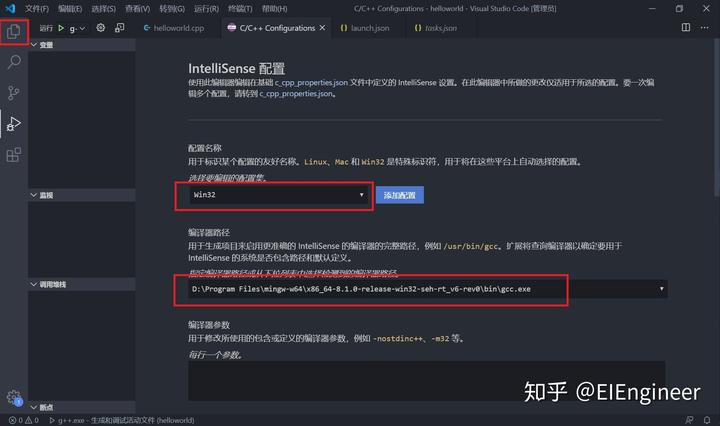 文件(F) 编辑(E) 选择(S) 查看(V) 转到(G) 运行(R) 终端(T) 帮助(H) C/C++ Configurations - helloworld - Visual Studio Code [管理员]
运行 g· helloworld.cpp C/C++ Configurations launch.json tasks.json
变量
IntelliSense 配置
使用此编辑器编辑在基础 c_cpp_properties.json 文件中定义的 IntelliSense 设置。在此编辑器中所做的更改仅适用于所选的配置。要一次编
辑多个配置，请转到 c_cpp_properties.json。
配置名称
用于标识某个配置的友好名称。Linux、Mac 和 Win32 是特殊标识符，用于将在这些平台上自动选择的配置。
选择要编辑的配置集。
监视
Win32 添加配置
编译器路径
用于生成项目来启用更准确的 IntelliSense 的编译器的完整路径，例如 /usr/bin/gcc。扩展将查询编译器以确定要用于
IntelliSense 的系统是否包含路径和默认定义。
指定编译器路径或从下拉列表中选择检测到的编译器路径。
调用堆栈
D:\Program Files\mingw-w64\x86_64-8.1.0-release-win32-seh-rt_v6-rev0\bin\gcc.exe
编译器参数
用于修改所使用的包含或定义的编译器参数，例如 -nostdinc++、-m32 等。
每行一个参数。
知乎 @EIEngineer
1
断点
0 0 g++.exe - 生成和调试活动文件 (helloworld)